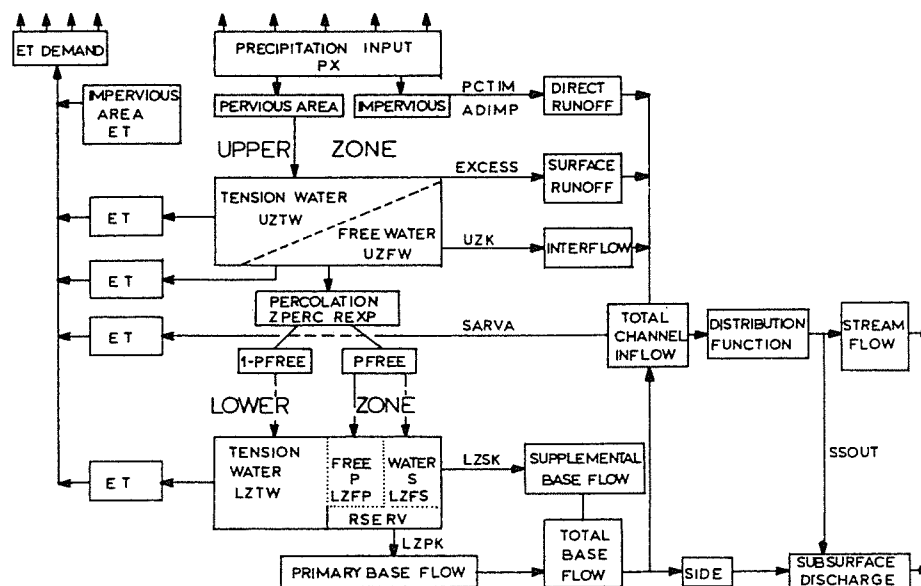 ET DEMAND
PRECIPITATION INPUT
PX
IMPERVIOUS
AREA
ET
PERVIOUS AREA
IMPERVIOUS
PCTIM
ADIMP
DIRECT
RUNOFF
UPPER ZONE
TENSION WATER
UZTW
FREE WATER
UZFW
EXCESS
SURFACE
RUNOFF
ET
UZK
INTERFLOW
ET
PERCOLATION
ZPERC REXP
ET
SARVA
TOTAL
CHANNEL
INFLOW
DISTRIBUTION
FUNCTION
STREAM
FLOW
1-PFREE
PFREE
LOWER ZONE
TENSION
WATER
LZTW
FREE
P
LZFP
WATER
S
LZFS
RSERV
LZSK
SUPPLEMENTAL
BASE FLOW
SSOUT
ET
LZPK
PRIMARY BASE FLOW
TOTAL
BASE
FLOW
SIDE
SUBSURFACE
DISCHARGE